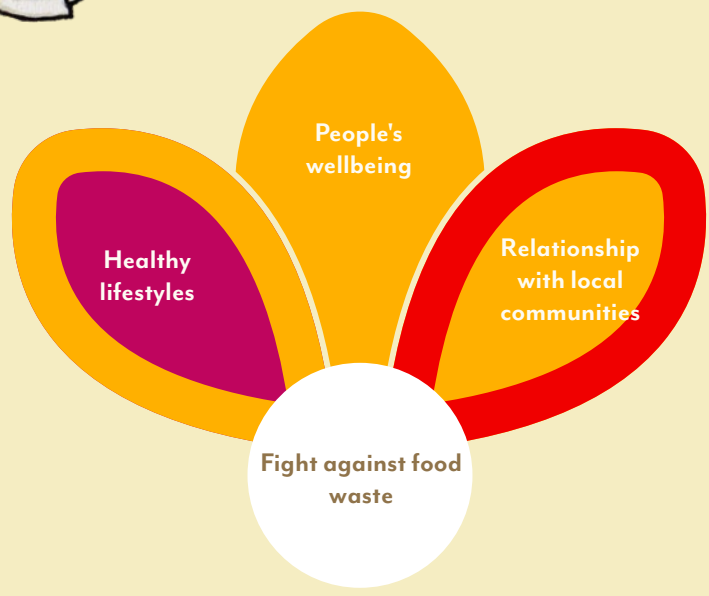 People's
wellbeing
Healthy
lifestyles
Relationship
with local
communities
Fight against food
waste